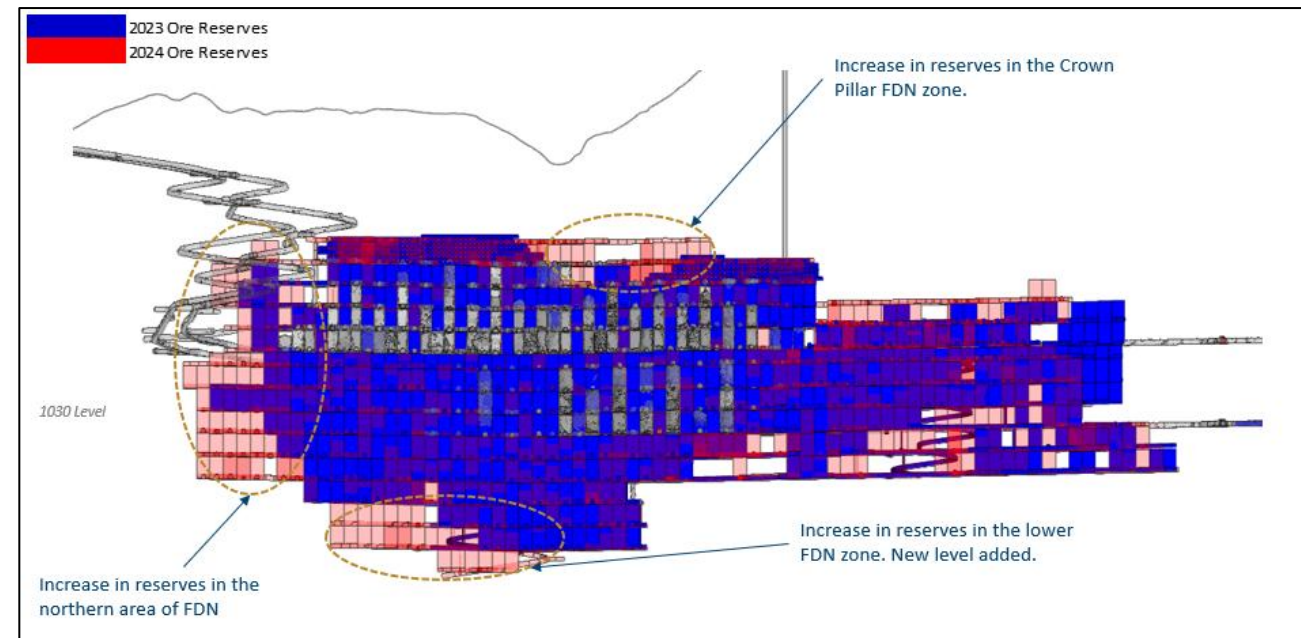 2023 Ore Reserves
2024 Ore Reserves
Increase in reserves in the Crown
Pillar FDN zone.
1030 Level
Increase in reserves in the lower
FDN zone. New level added.
Increase in reserves in the
northern area of FDN